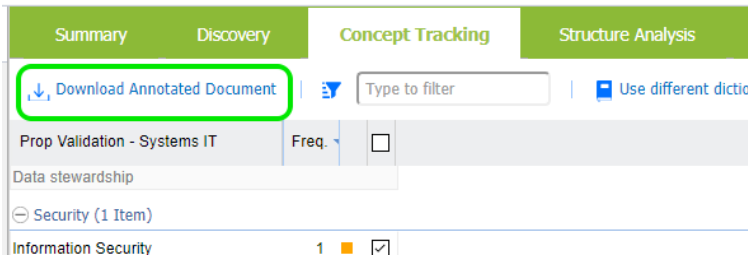 Summary Discovery Concept Tracking Structure Analysis
Download Annotated Document Type to filter Use different dictio
Prop Validation - Systems IT Freq.
Data stewardship
Security (1 Item)
Information Security 1